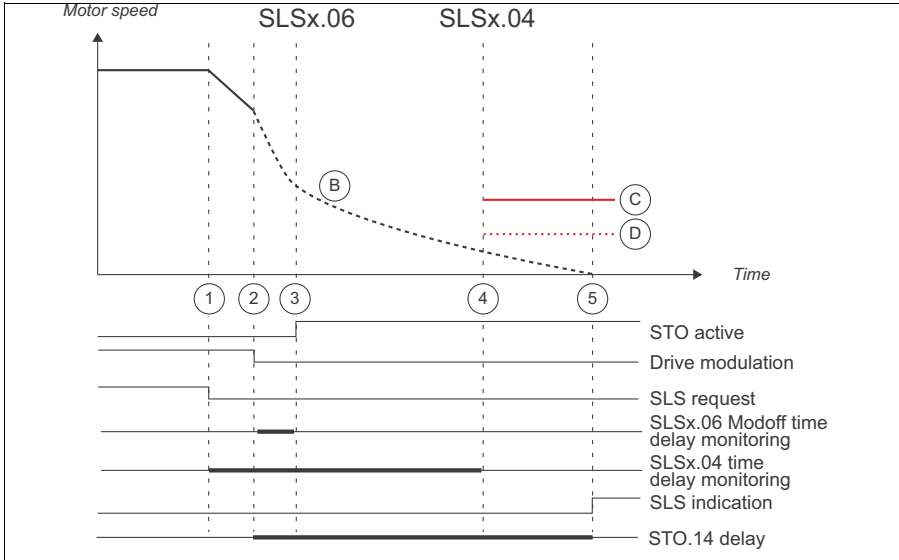 Motor speed
SLSx.06
SLSx.04
B
C
D
Time
1
2
3
4
5
STO active
Drive modulation
SLS request
SLSx.06 Modoff time
delay monitoring
SLSx.04 time
delay monitoring
SLS indication
STO.14 delay